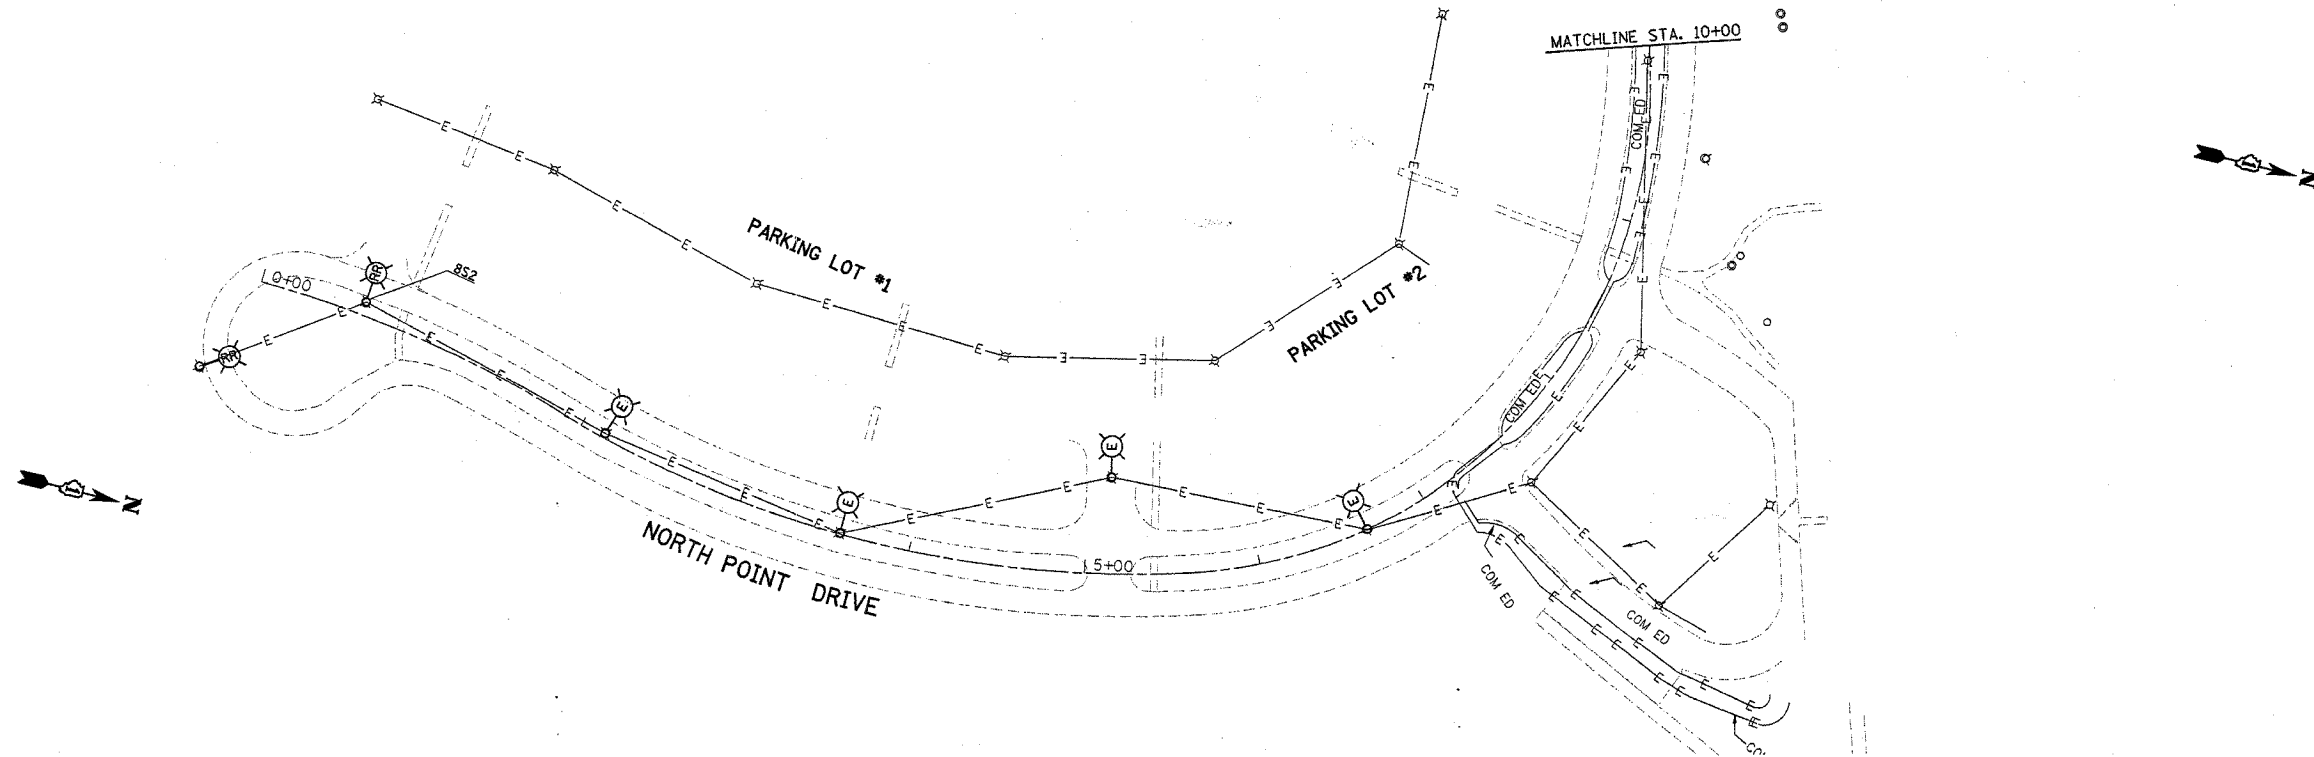 MATCHLINE STA. 10+00
COM ED
N
PARKING LOT #1
852
0+00
RR
RR
PARKING LOT #2
COM ED
E
E
E
E
N
NORTH POINT DRIVE
5+00
COM ED
COM ED